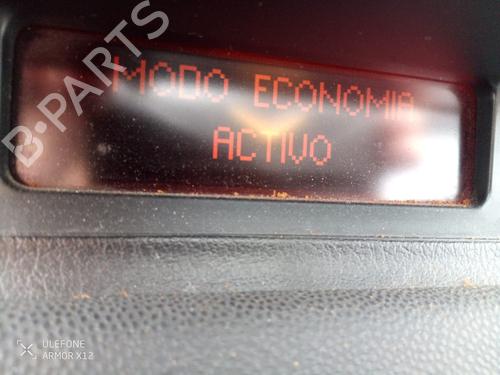 B-PARTS
MODO ECONOMIA
ACTIVO
ULEFONE
ARMOR X12